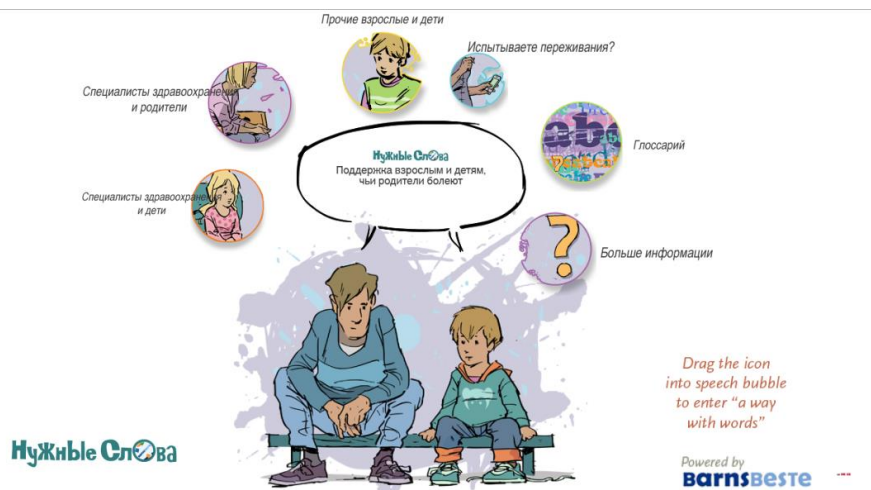 Прочие взрослые и дети
Испытываете переживания?
Специалисты здравоохранения
и родители
Глоссарий
Нужные Слова
Поддержка взрослым и детям,
чьи родители болеют
Специалисты здравоохранения
и дети
Больше информации
Drag the icon
into speech bubble
to enter “a way
with words”
Нужные Слова
Powered by
BarnsBeste